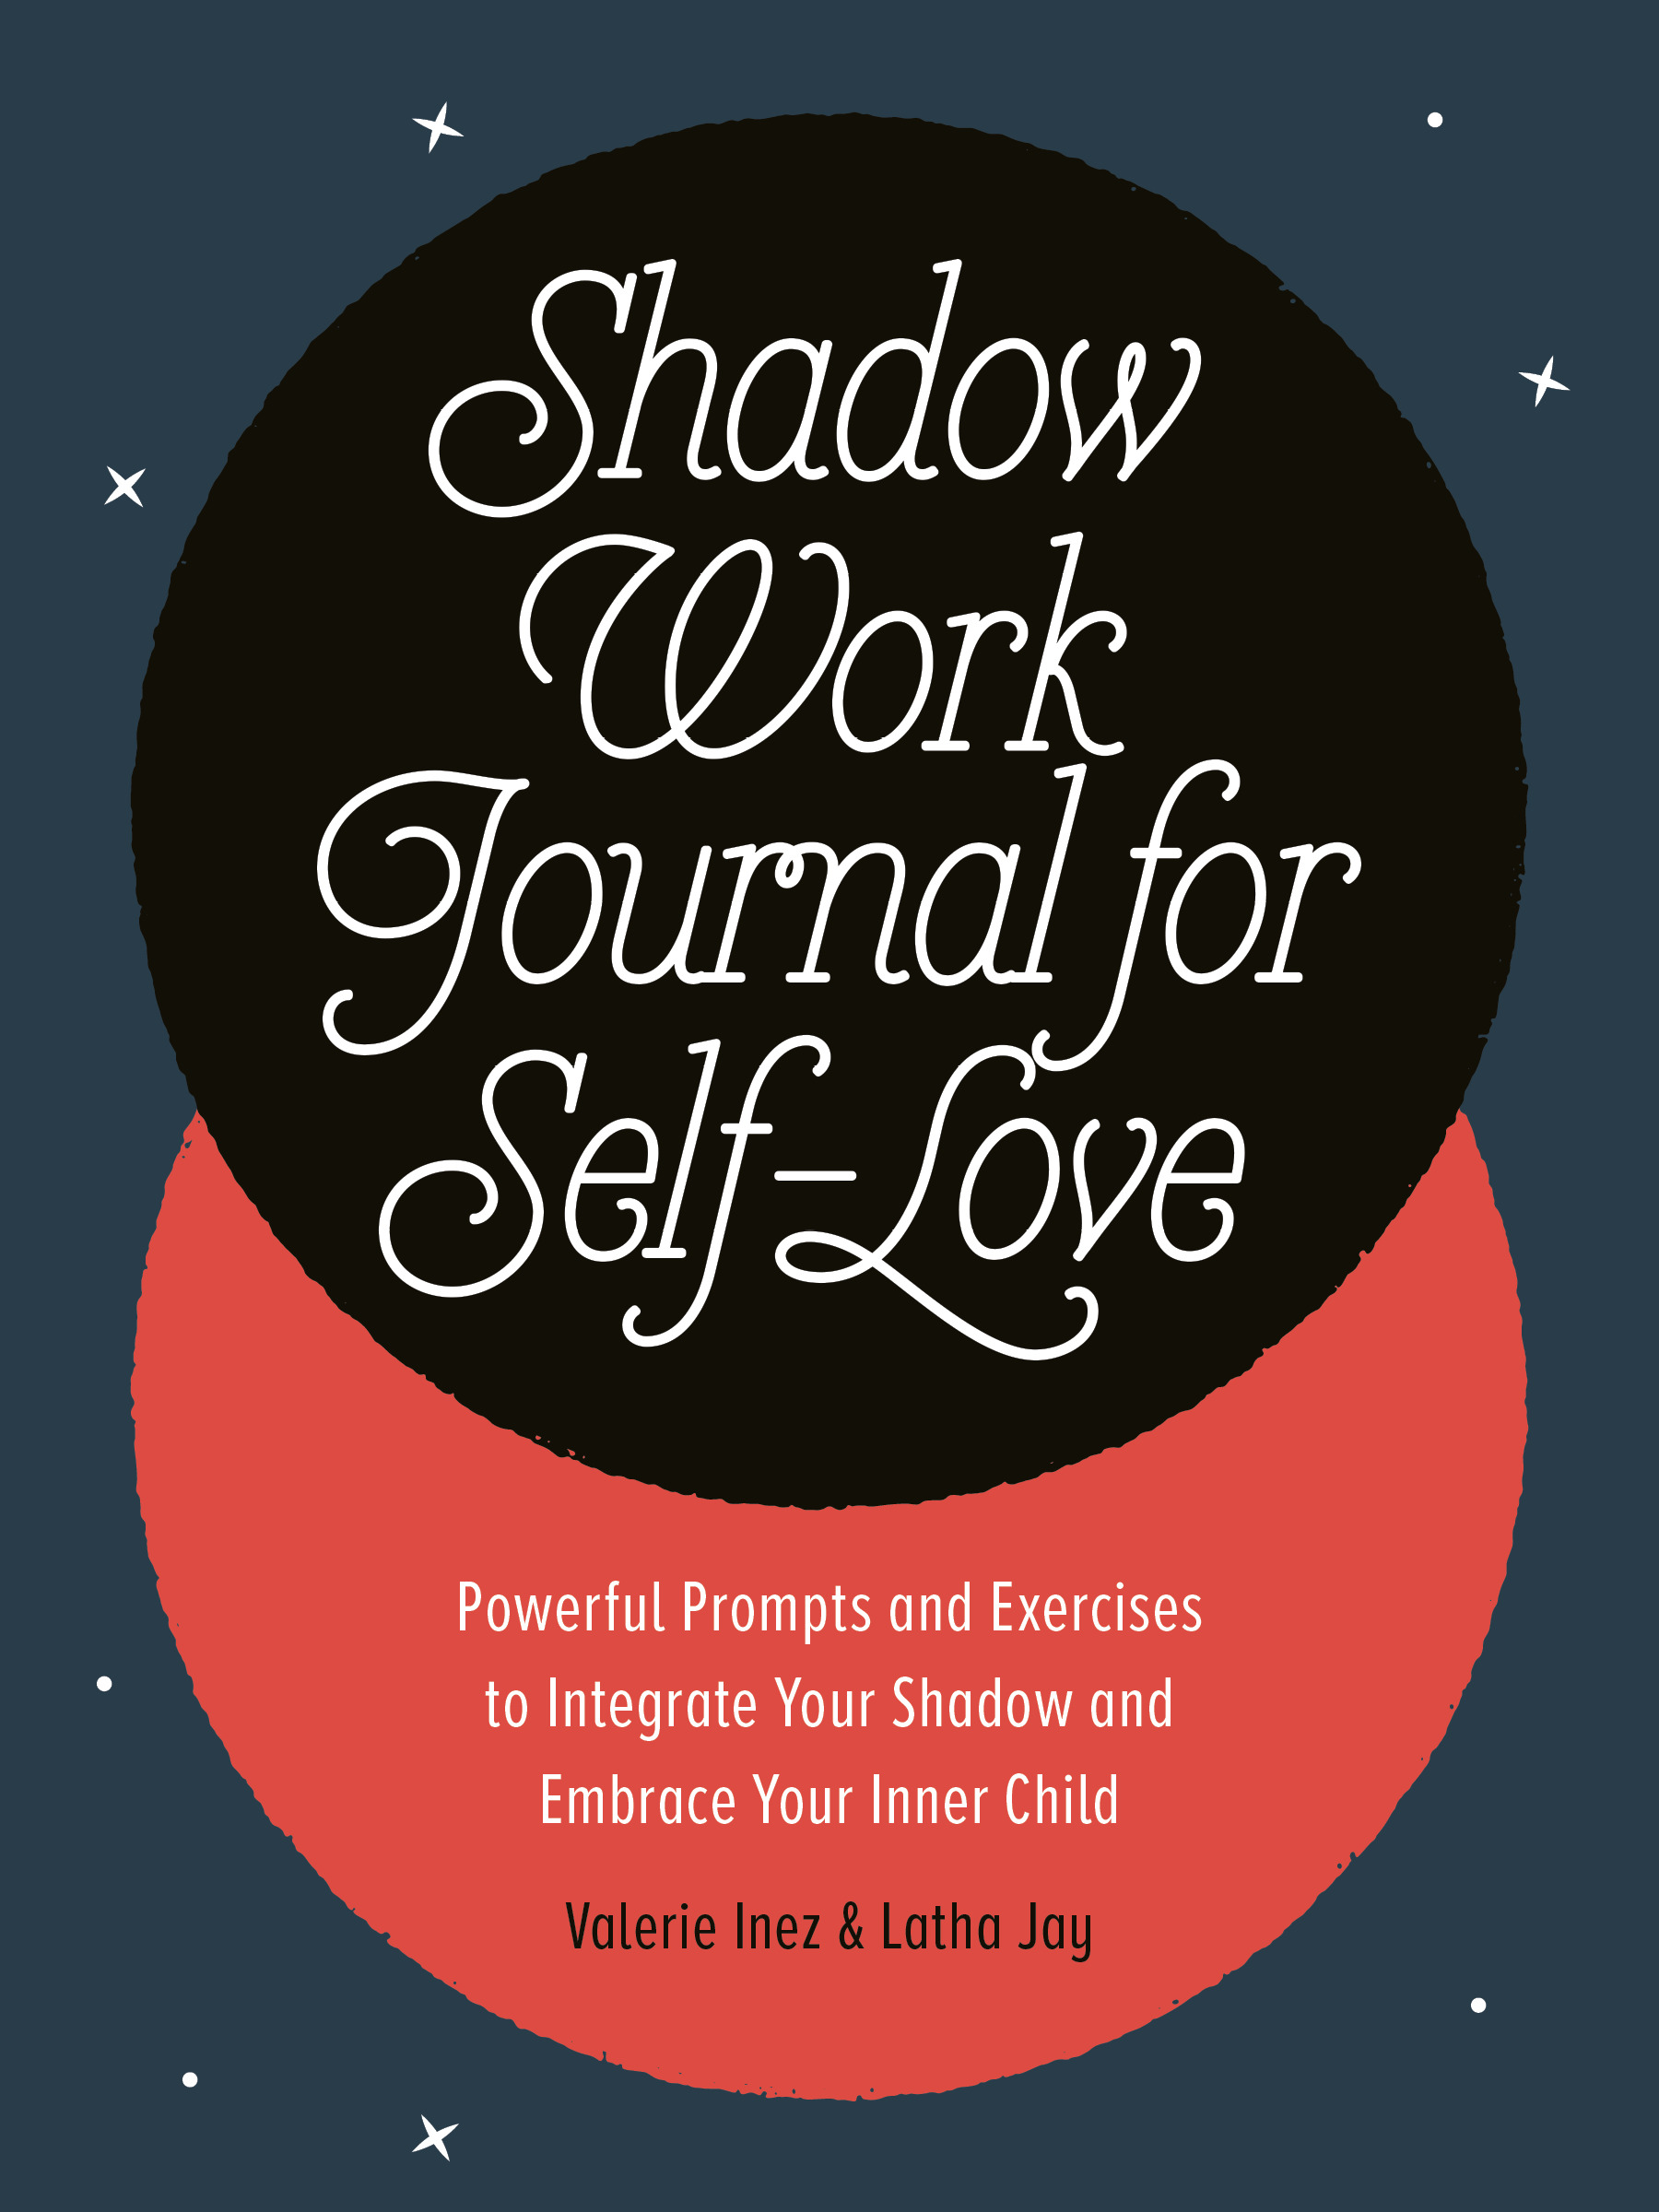 Shadow
Work
Journal for
Self-Love
Powerful Prompts and Exercises
to Integrate Your Shadow and
Embrace Your Inner Child
Valerie Inez & Latha Jay